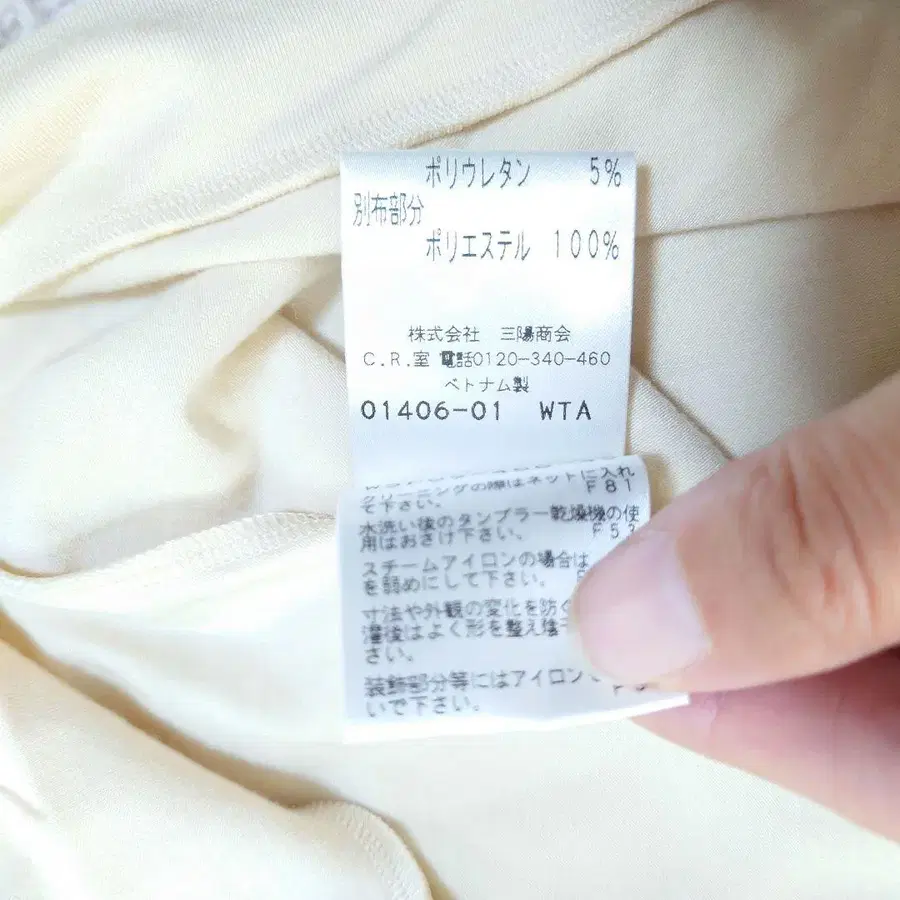 ポリウレタン 5%
別布部分
ポリエステル 100%
株式会社 三陽商会
C.R.室 電話0120-340-460
ベトナム製
01406-01 WTA
クリーニングの際はネットに入れ
て下さい。 F81
水洗い後のタンブラー乾燥機の使
用はおさけ下さい。 F53
スチームアイロンの場合は
を弱めにして下さい。
寸法や外観の変化を防ぐ
濯後はよく形を整え陰干
さい。
装飾部分等にはアイロン
いで下さい。